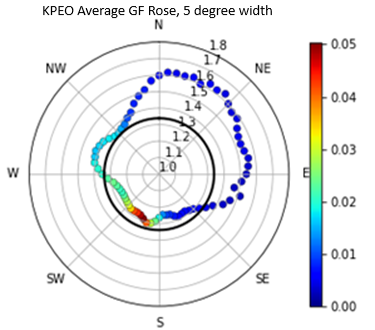 KPEO Average GF Rose, 5 degree width
N
NW
NE
W
E
SW
SE
S
1.8
1.7
1.6
1.5
1.4
1.3
1.2
1.1
1.0
0.05
0.04
0.03
0.02
0.01
0.00